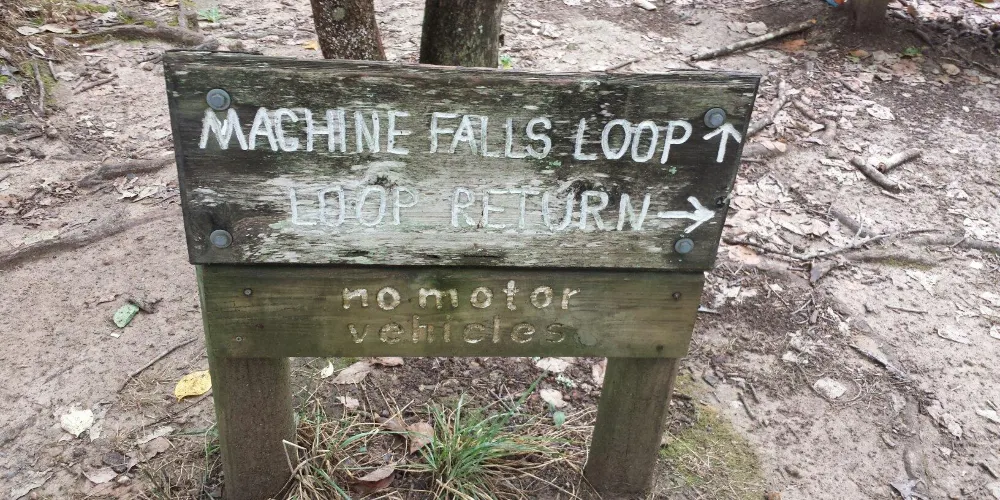 MACHINE FALLS LOOP ↑
LOOP RETURN →
no motor
vehicles